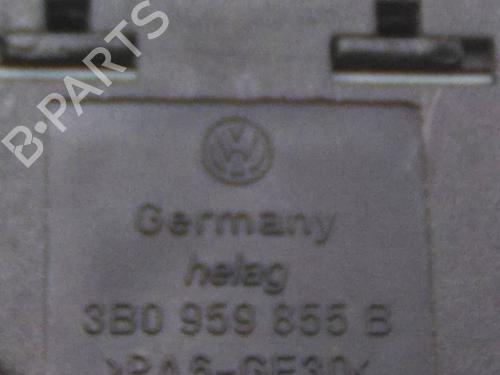 B-PARTS
Germany
helag
3B0 959 855 B
>PA6-GF30<